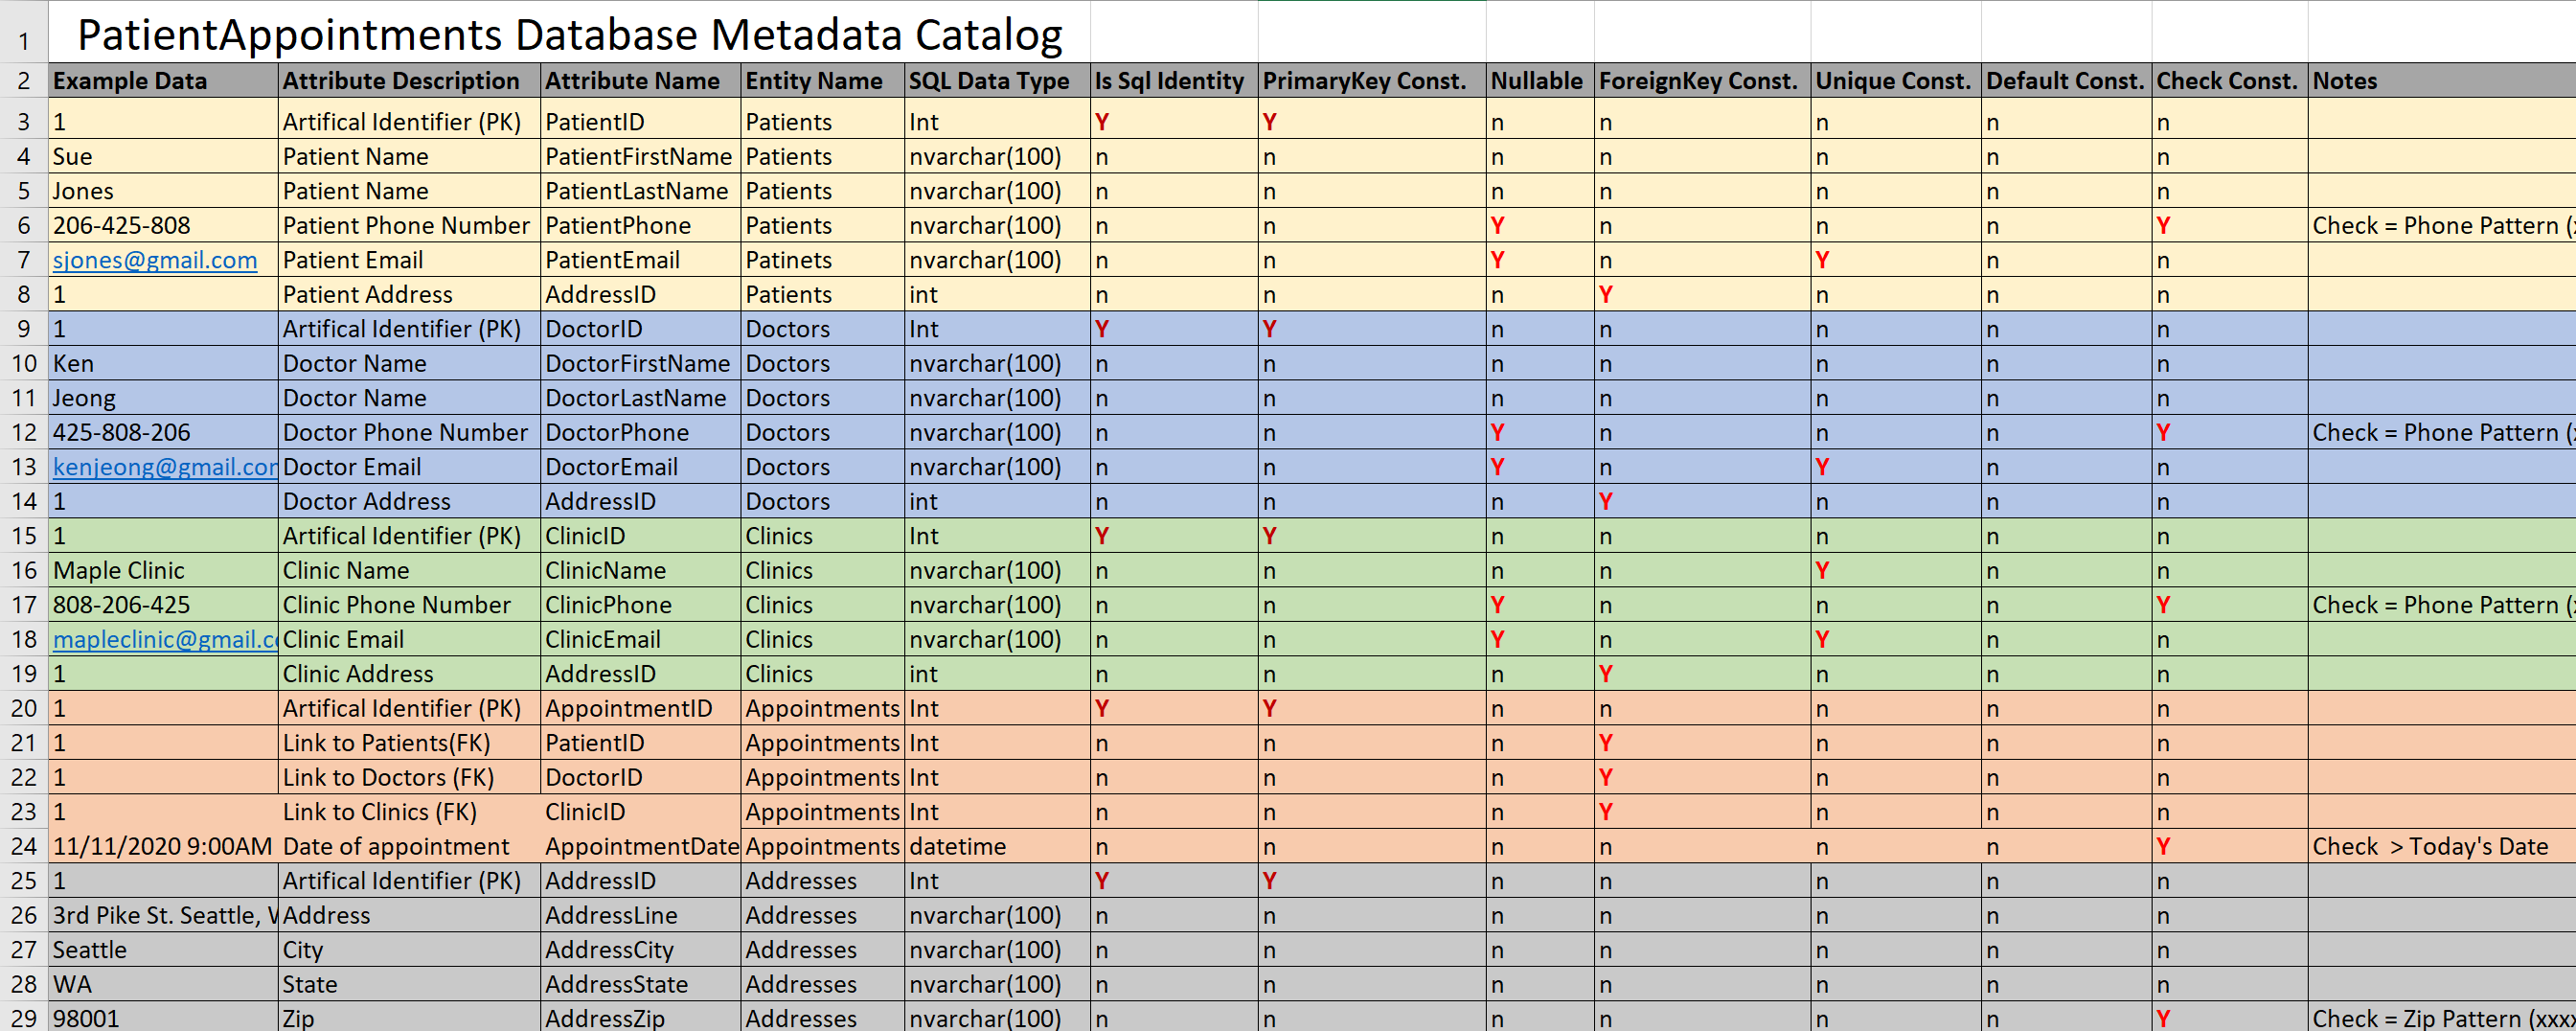 1 PatientAppointments Database Metadata Catalog
2 Example Data Attribute Description Attribute Name Entity Name SQL Data Type Is Sql Identity PrimaryKey Const. Nullable ForeignKey Const. Unique Const. Default Const. Check Const. Notes
3 1 Artifical Identifier (PK) PatientID Patients Int Y Y n n n n n
4 Sue Patient Name PatientFirstName Patients nvarchar(100) n n n n n n n
5 Jones Patient Name PatientLastName Patients nvarchar(100) n n n n n n n
6 206-425-808 Patient Phone Number PatientPhone Patients nvarchar(100) n n Y n n n Y Check = Phone Pattern (
7 sjones@gmail.com Patient Email PatientEmail Patinets nvarchar(100) n n Y n Y n n
8 1 Patient Address AddressID Patients int n n n Y n n n
9 1 Artifical Identifier (PK) DoctorID Doctors Int Y Y n n n n n
10 Ken Doctor Name DoctorFirstName Doctors nvarchar(100) n n n n n n n
11 Jeong Doctor Name DoctorLastName Doctors nvarchar(100) n n n n n n n
12 425-808-206 Doctor Phone Number DoctorPhone Doctors nvarchar(100) n n Y n n n Y Check = Phone Pattern (
13 kenjeong@gmail.co Doctor Email DoctorEmail Doctors nvarchar(100) n n Y n Y n n
14 1 Doctor Address AddressID Doctors int n n n Y n n n
15 1 Artifical Identifier (PK) ClinicID Clinics Int Y Y n n n n n
16 Maple Clinic Clinic Name ClinicName Clinics nvarchar(100) n n n n Y n n
17 808-206-425 Clinic Phone Number ClinicPhone Clinics nvarchar(100) n n Y n n n Y Check = Phone Pattern (
18 mapleclinic@gmail.c Clinic Email ClinicEmail Clinics nvarchar(100) n n Y n Y n n
19 1 Clinic Address AddressID Clinics int n n n Y n n n
20 1 Artifical Identifier (PK) AppointmentID Appointments Int Y Y n n n n n
21 1 Link to Patients(FK) PatientID Appointments Int n n n Y n n n
22 1 Link to Doctors (FK) DoctorID Appointments Int n n n Y n n n
23 1 Link to Clinics (FK) ClinicID Appointments Int n n n Y n n n
24 11/11/2020 9:00AM Date of appointment AppointmentDate Appointments datetime n n n n n n Y Check > Today's Date
25 1 Artifical Identifier (PK) AddressID Addresses Int Y Y n n n n n
26 3rd Pike St. Seattle, Address AddressLine Addresses nvarchar(100) n n n n n n n
27 Seattle City AddressCity Addresses nvarchar(100) n n n n n n n
28 WA State AddressState Addresses nvarchar(100) n n n n n n n
29 98001 Zip AddressZip Addresses nvarchar(100) n n n n n n Y Check = Zip Pattern (xxx